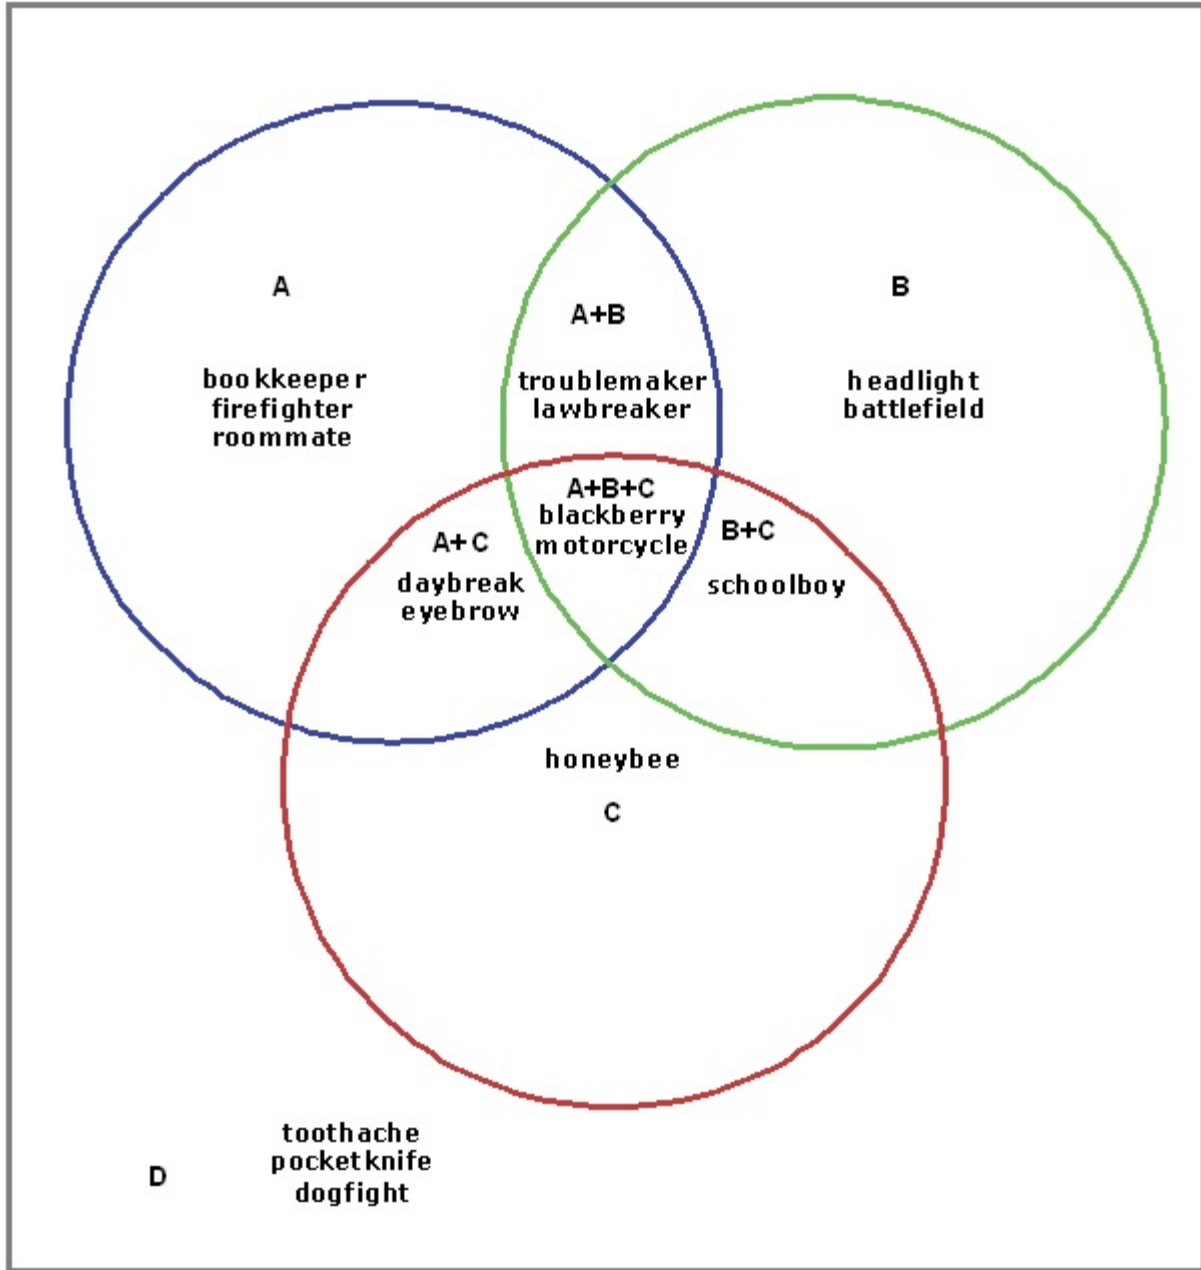 A
bookkeeper
firefighter
roommate
A+B
troublemaker
lawbreaker
B
headlight
battlefield
A+B+C
blackberry
motorcycle
A+C
daybreak
eyebrow
B+C
schoolboy
honeybee
C
D
toothache
pocketknife
dogfight